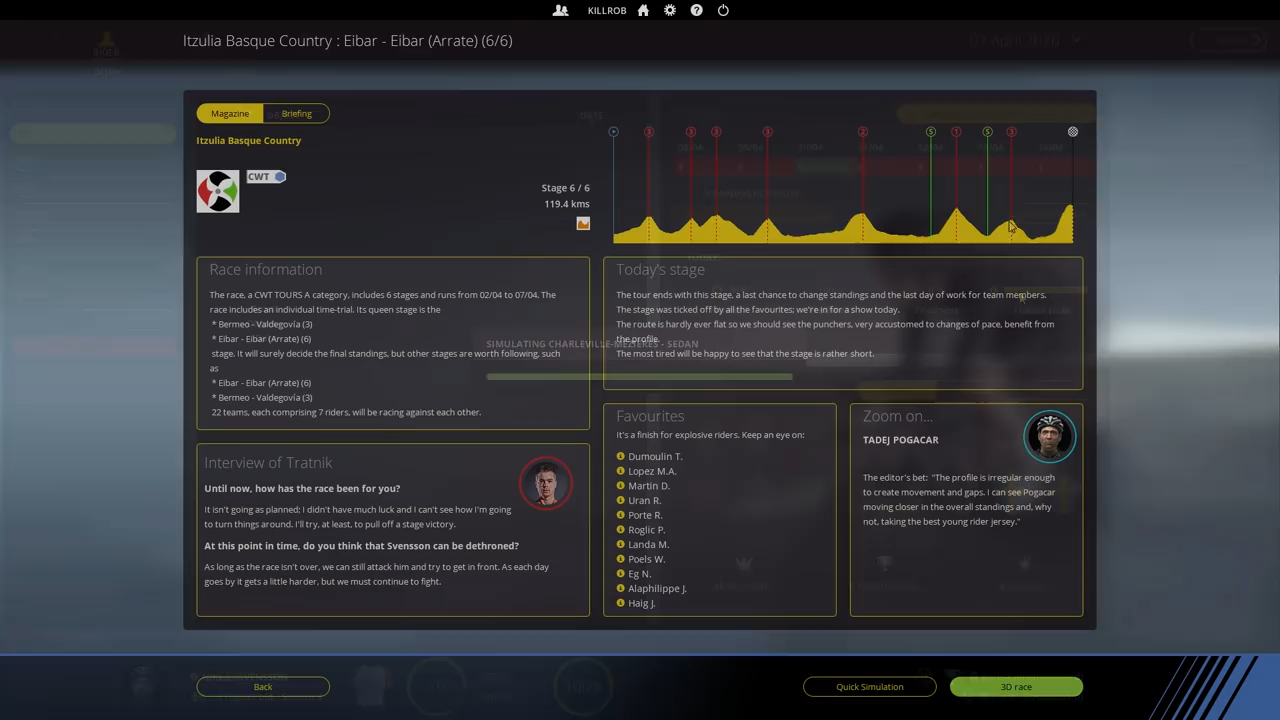 KILLROB
Itzulia Basque Country : Eibar - Eibar (Arrate) (6/6)
Magazine
Briefing
Itzulia Basque Country
CWT
Stage 6 / 6
119.4 kms
3
3
3
3
2
S
1
S
3
Race information
The race, a CWT TOURS A category, includes 6 stages and runs from 02/04 to 07/04. The
race includes an individual time-trial. Its queen stage is the
* Bermeo - Valdegovía (3)
* Eibar - Eibar (Arrate) (6)
stage. It will surely decide the final standings, but other stages are worth following, such
as
* Eibar - Eibar (Arrate) (6)
* Bermeo - Valdegovía (3)
22 teams, each comprising 7 riders, will be racing against each other.
Today's stage
The tour ends with this stage, a last chance to change standings and the last day of work for team members.
The stage was ticked off by all the favourites; we're in for a show today.
The route is hardly ever flat so we should see the punchers, very accustomed to changes of pace, benefit from
the profile.
The most tired will be happy to see that the stage is rather short.
SIMULATING CHARLEVILLE-MÉZIÈRES - SEDAN
Interview of Tratnik
Until now, how has the race been for you?
It isn't going as planned; I didn't have much luck and I can't see how I'm going
to turn things around. I'll try, at least, to pull off a stage victory.
At this point in time, do you think that Svensson can be dethroned?
As long as the race isn't over, we can still attack him and try to get in front. As each day
goes by it gets a little harder, but we must continue to fight.
Favourites
It's a finish for explosive riders. Keep an eye on:
Dumoulin T.
Lopez M.A.
Martin D.
Uran R.
Porte R.
Roglic P.
Landa M.
Poels W.
Eg N.
Alaphilippe J.
Haig J.
Zoom on...
TADEJ POGACAR
The editor's bet: "The profile is irregular enough
to create movement and gaps. I can see Pogacar
moving closer in the overall standings and, why
not, taking the best young rider jersey."
Back
Quick Simulation
3D race